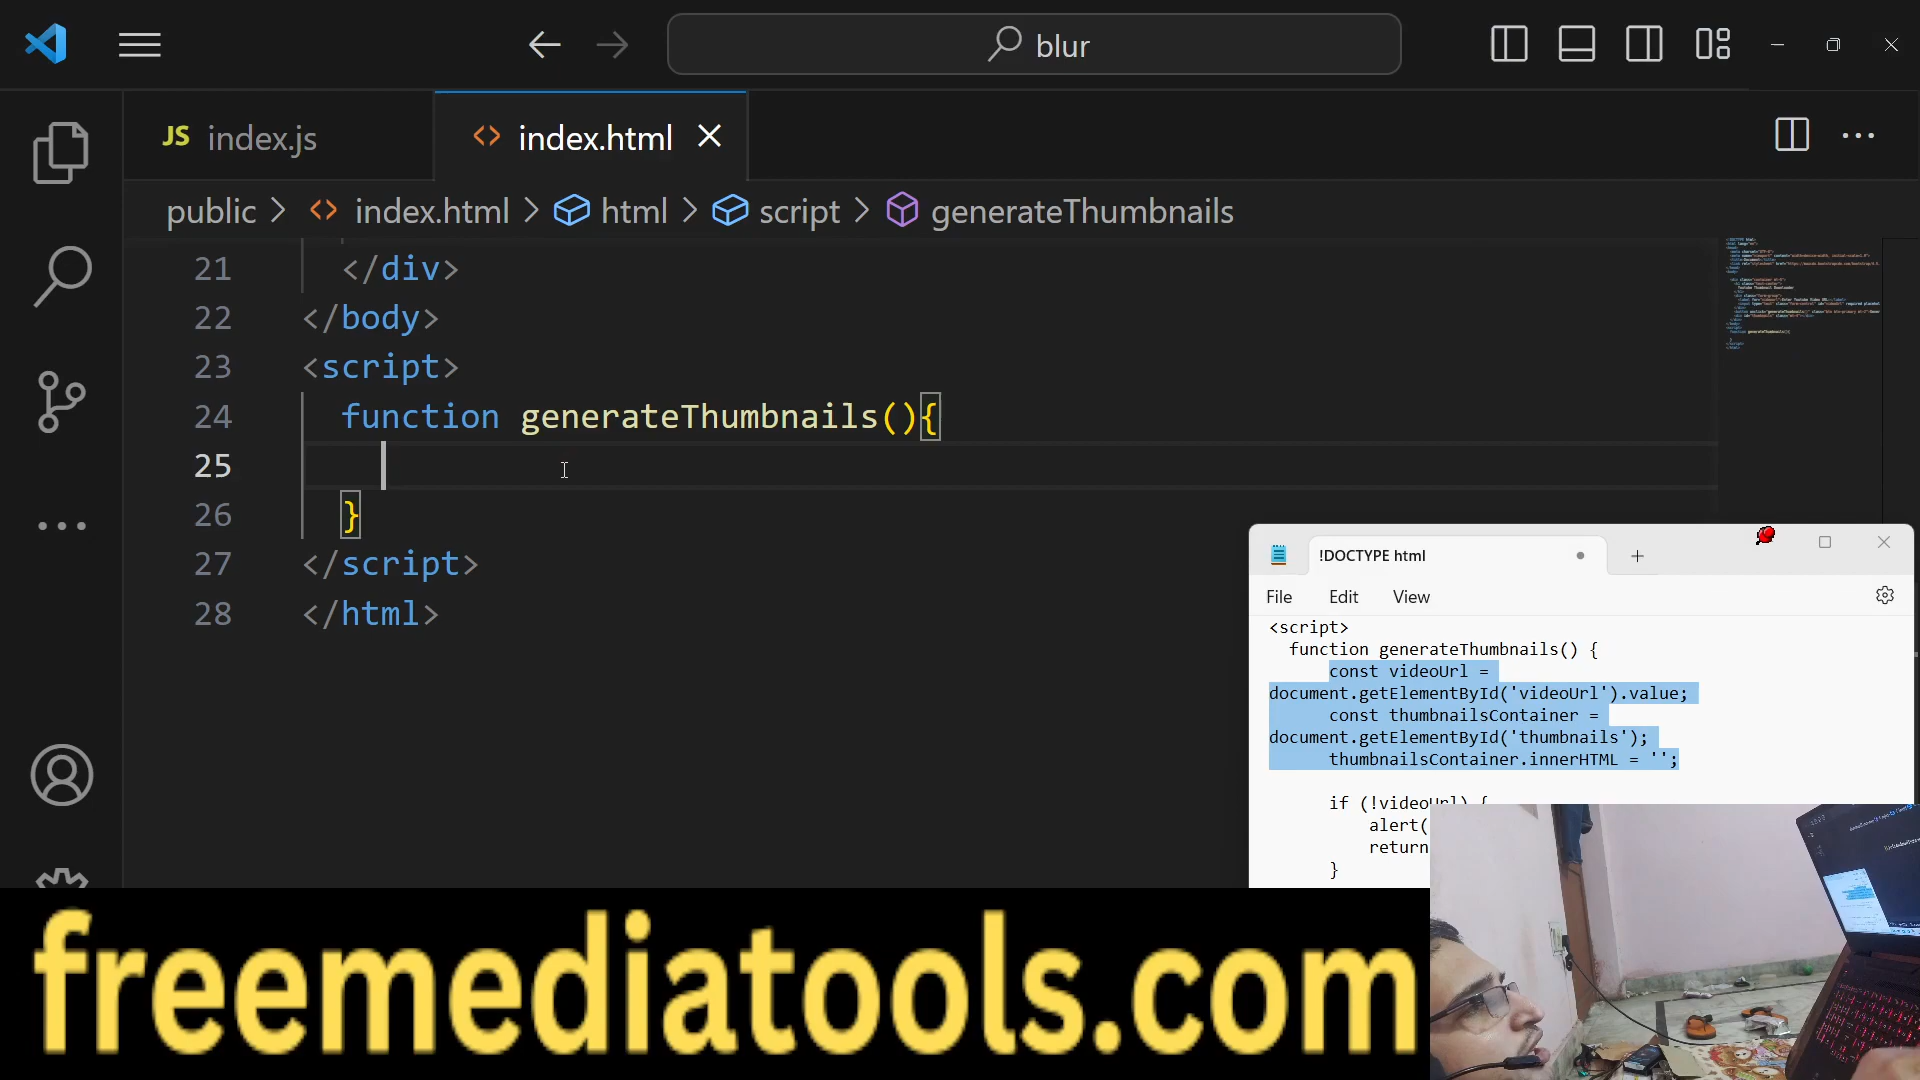 blur
JS index.js
<> index.html
public > <> index.html > html > script > generateThumbnails
21 </div>
22 </body>
23 <script>
24 function generateThumbnails(){
25
26 }
27 </script>
28 </html>
!DOCTYPE html
File Edit View
<script>
function generateThumbnails() {
const videoUrl =
document.getElementById('videoUrl').value;
const thumbnailsContainer =
document.getElementById('thumbnails');
thumbnailsContainer.innerHTML = '';
if (!videoUrl) {
alert(
return
}
freemediatools.com